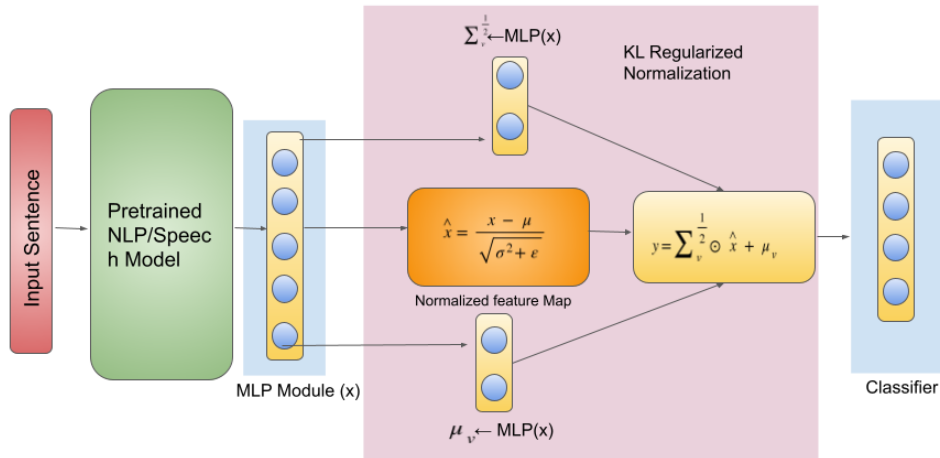 Input Sentence
Pretrained
NLP/Speec
h Model
MLP Module (x)
Σ_v^{1/2} ← MLP(x)
KL Regularized
Normalization
x̂ = (x − μ) / √(σ² + ε)
Normalized feature Map
μ_v ← MLP(x)
y = Σ_v^{1/2} ⊙ x̂ + μ_v
Classifier